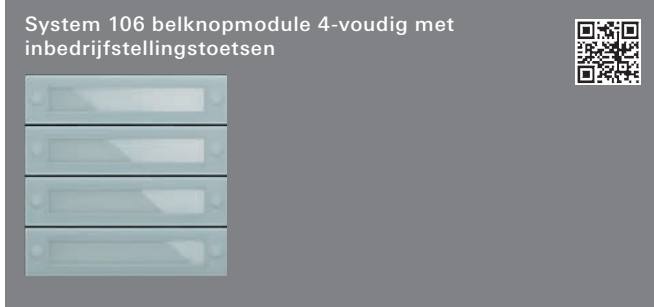 System 106 belknopmodule 4-voudig met
inbedrijfstellingstoetsen